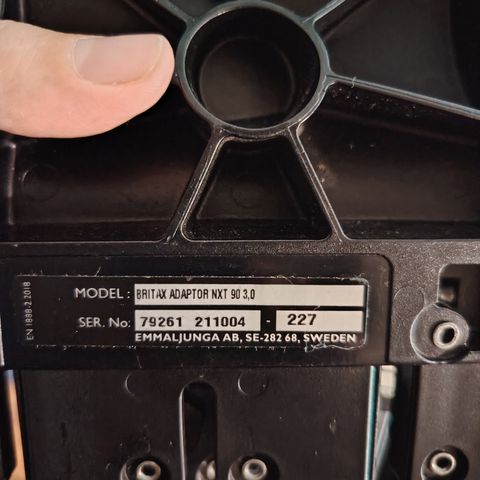 MODEL : BRITAX ADAPTOR NXT 90 3,0
SER. No: 79261 211004 - 227
EMMALJUNGA AB, SE-282 68, SWEDEN
EN 1888-2:2018